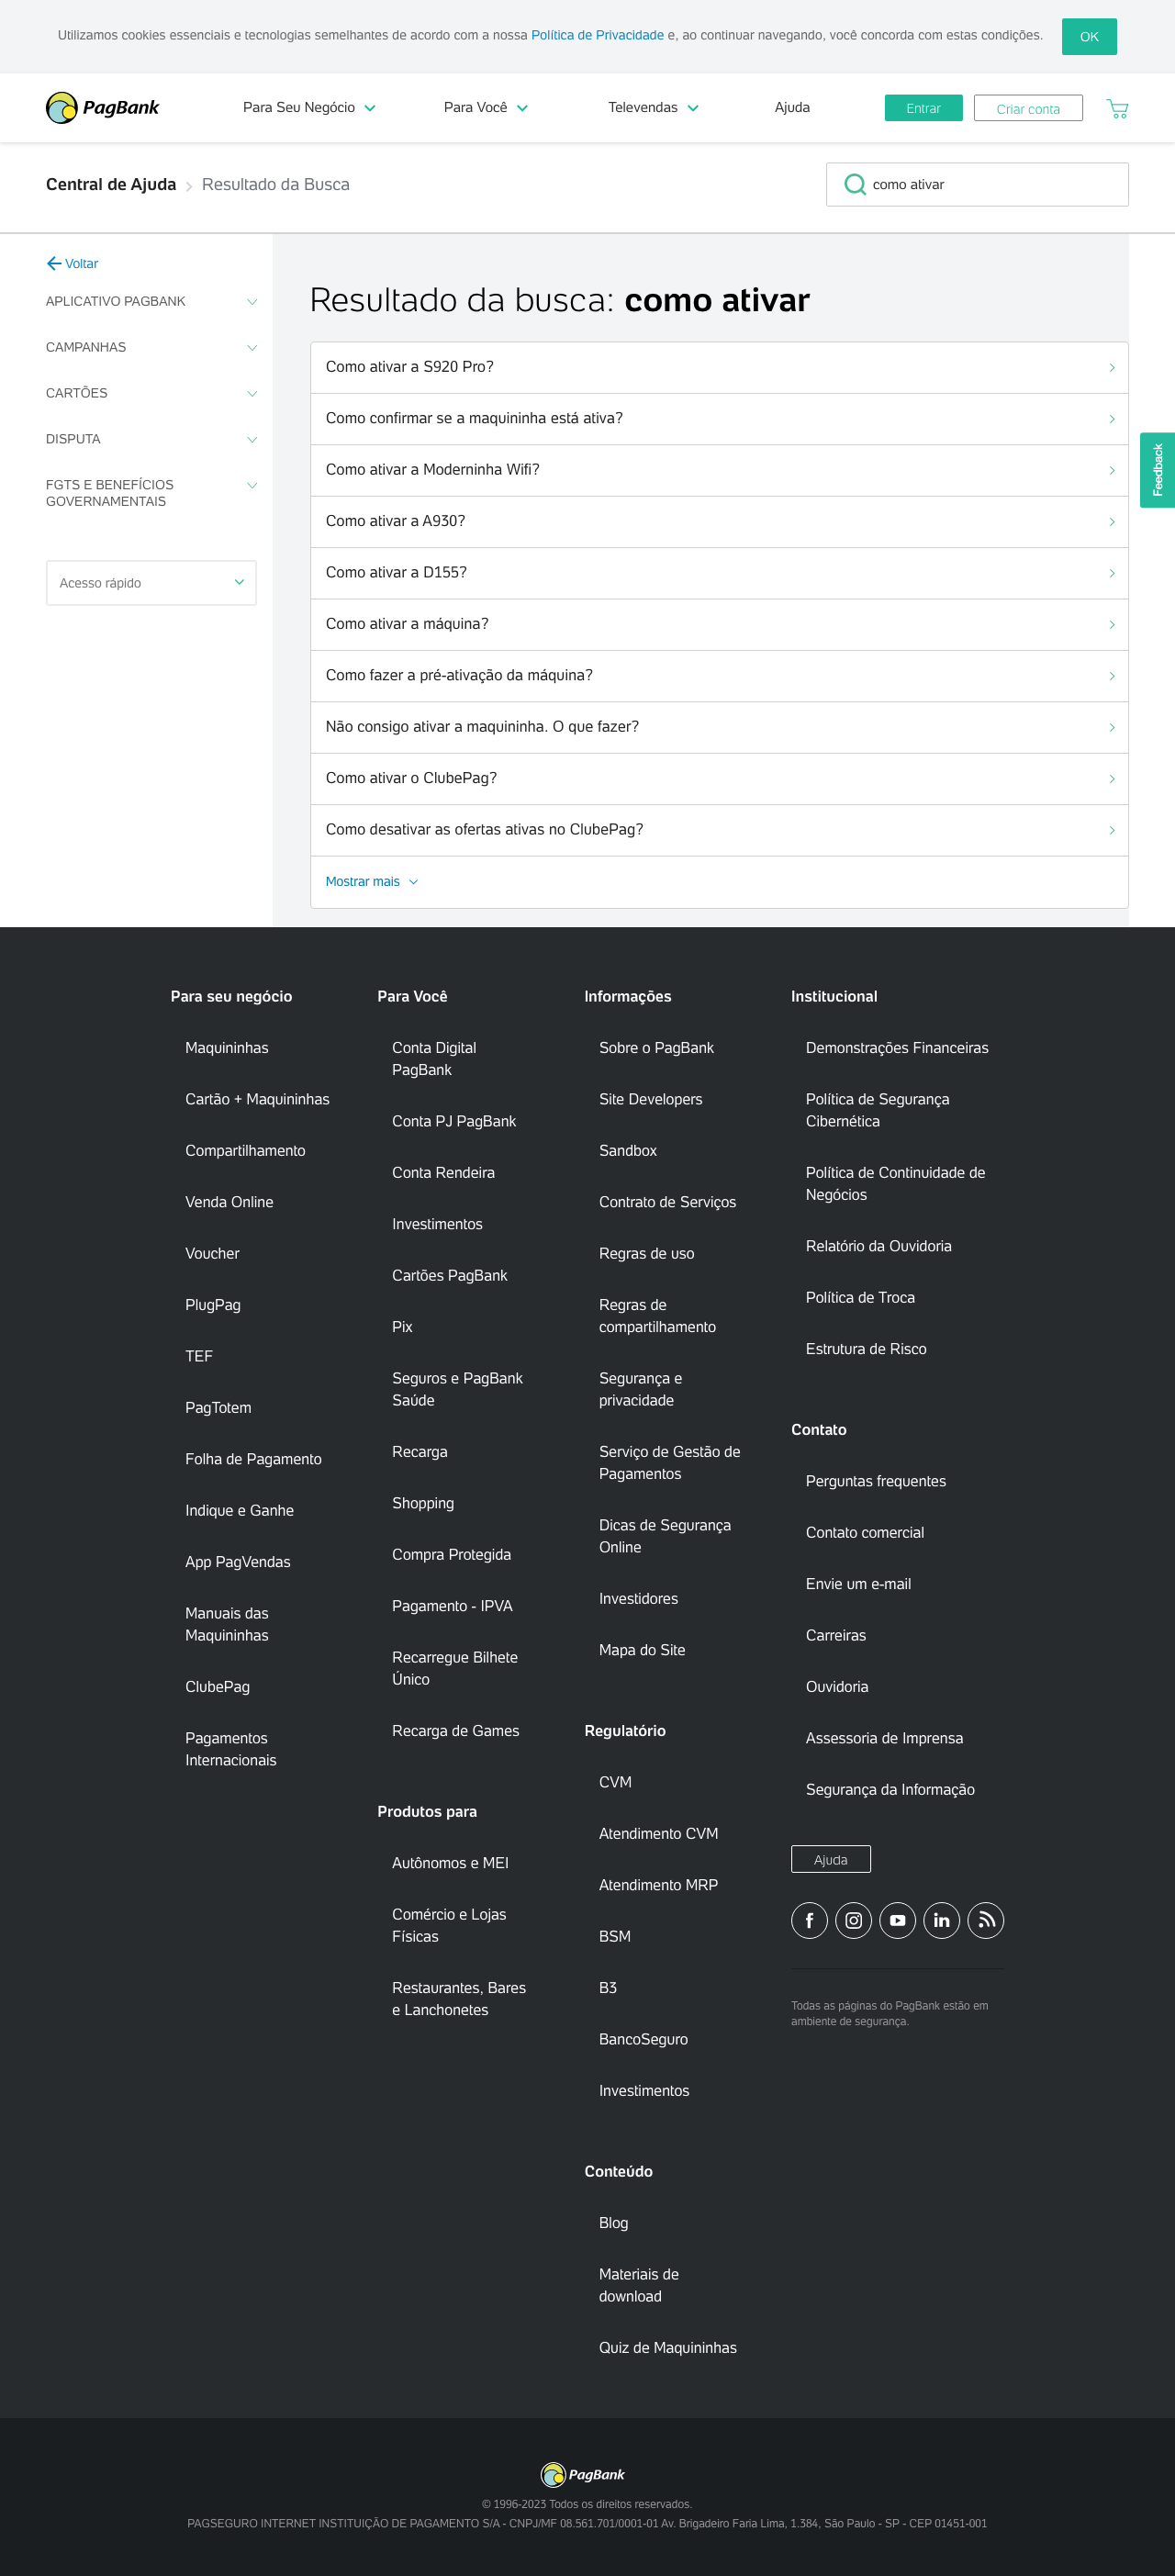 Utilizamos cookies essenciais e tecnologias semelhantes de acordo com a nossa Política de Privacidade e, ao continuar navegando, você concorda com estas condições.
OK
PagBank
Para Seu Negócio
Para Você
Televendas
Ajuda
Entrar
Criar conta
Central de Ajuda
Resultado da Busca
como ativar
Voltar
APLICATIVO PAGBANK
CAMPANHAS
CARTÕES
DISPUTA
FGTS E BENEFÍCIOS
GOVERNAMENTAIS
Acesso rápido
Resultado da busca: como ativar
Como ativar a S920 Pro?
Como confirmar se a maquininha está ativa?
Como ativar a Moderninha Wifi?
Como ativar a A930?
Como ativar a D155?
Como ativar a máquina?
Como fazer a pré-ativação da máquina?
Não consigo ativar a maquininha. O que fazer?
Como ativar o ClubePag?
Como desativar as ofertas ativas no ClubePag?
Mostrar mais
Feedback
Para seu negócio
Maquininhas
Cartão + Maquininhas
Compartilhamento
Venda Online
Voucher
PlugPag
TEF
PagTotem
Folha de Pagamento
Indique e Ganhe
App PagVendas
Manuais das
Maquininhas
ClubePag
Pagamentos
Internacionais
Para Você
Conta Digital
PagBank
Conta PJ PagBank
Conta Rendeira
Investimentos
Cartões PagBank
Pix
Seguros e PagBank
Saúde
Recarga
Shopping
Compra Protegida
Pagamento - IPVA
Recarregue Bilhete
Único
Recarga de Games
Produtos para
Autônomos e MEI
Comércio e Lojas
Físicas
Restaurantes, Bares
e Lanchonetes
Informações
Sobre o PagBank
Site Developers
Sandbox
Contrato de Serviços
Regras de uso
Regras de
compartilhamento
Segurança e
privacidade
Serviço de Gestão de
Pagamentos
Dicas de Segurança
Online
Investidores
Mapa do Site
Regulatório
CVM
Atendimento CVM
Atendimento MRP
BSM
B3
BancoSeguro
Investimentos
Conteúdo
Blog
Materiais de
download
Quiz de Maquininhas
Institucional
Demonstrações Financeiras
Política de Segurança
Cibernética
Política de Continuidade de
Negócios
Relatório da Ouvidoria
Política de Troca
Estrutura de Risco
Contato
Perguntas frequentes
Contato comercial
Envie um e-mail
Carreiras
Ouvidoria
Assessoria de Imprensa
Segurança da Informação
Ajuda
Todas as páginas do PagBank estão em
ambiente de segurança.
PagBank
© 1996-2023 Todos os direitos reservados.
PAGSEGURO INTERNET INSTITUIÇÃO DE PAGAMENTO S/A - CNPJ/MF 08.561.701/0001-01 Av. Brigadeiro Faria Lima, 1.384, São Paulo - SP - CEP 01451-001